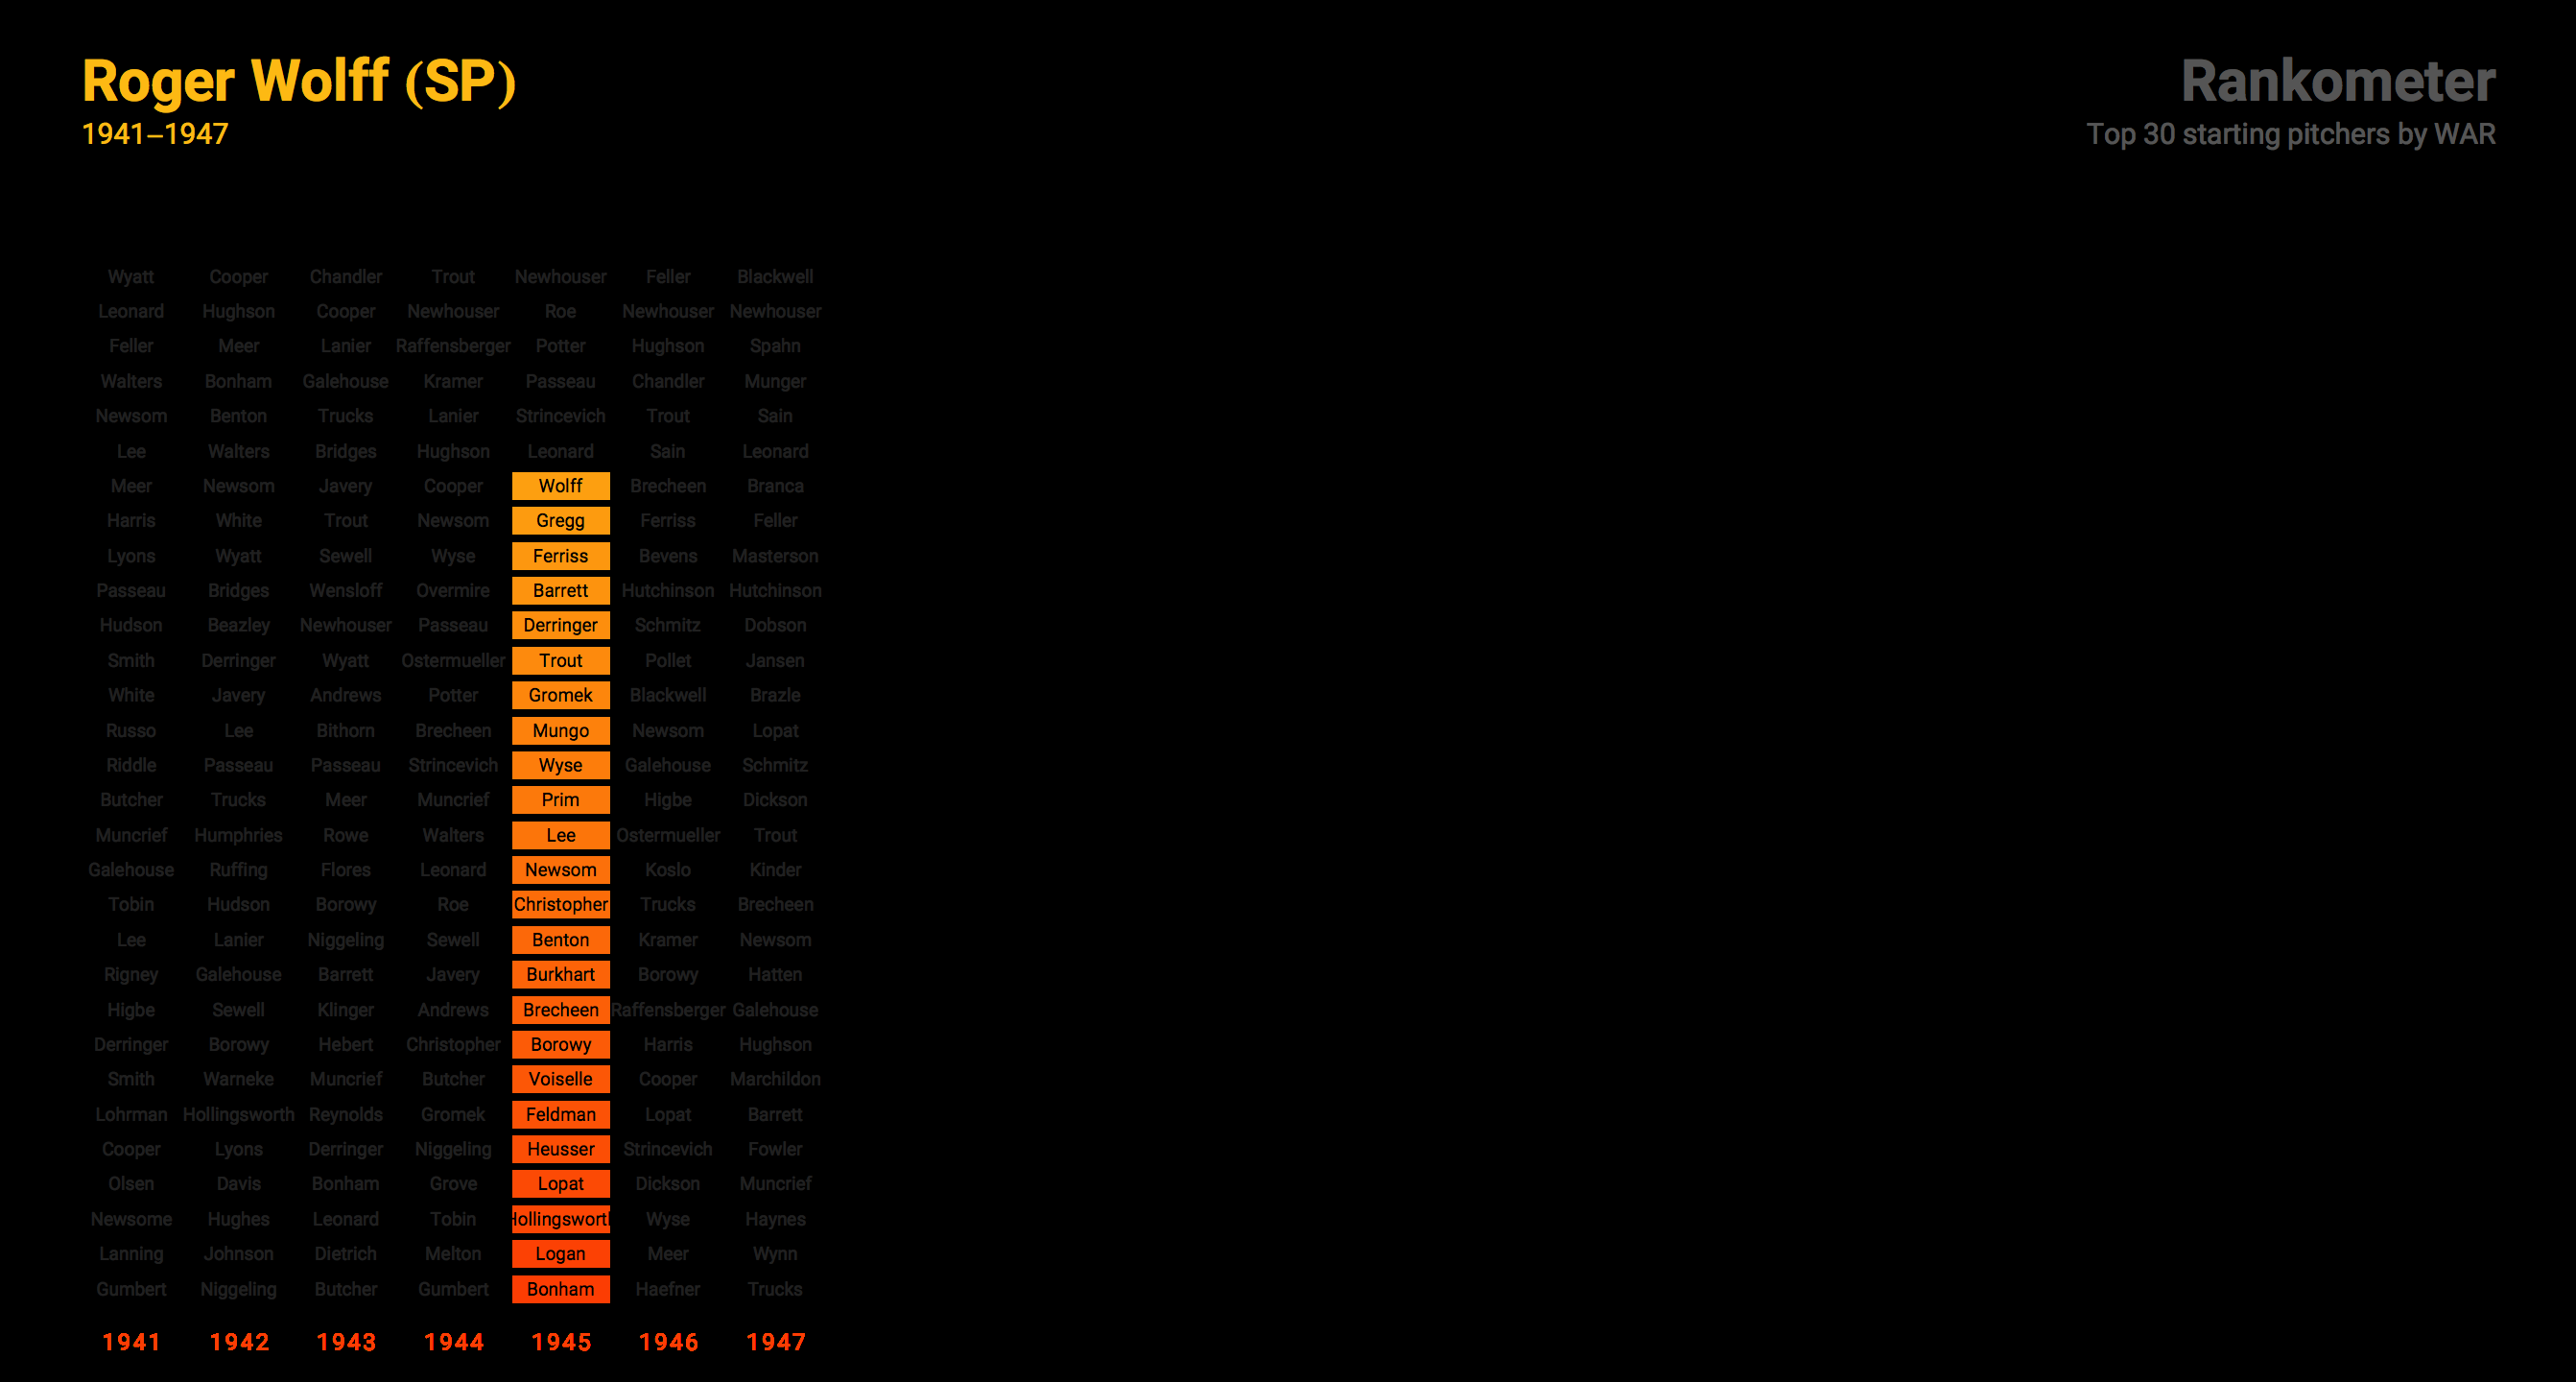 Roger Wolff (SP)
1941–1947
Rankometer
Top 30 starting pitchers by WAR
Wyatt Cooper Chandler Trout Newhouser Feller Blackwell
Leonard Hughson Cooper Newhouser Roe Newhouser Newhouser
Feller Meer Lanier Raffensberger Potter Hughson Spahn
Walters Bonham Galehouse Kramer Passeau Chandler Munger
Newsom Benton Trucks Lanier Strincevich Trout Sain
Lee Walters Bridges Hughson Leonard Sain Leonard
Meer Newsom Javery Cooper Wolff Brecheen Branca
Harris White Trout Newsom Gregg Ferriss Feller
Lyons Wyatt Sewell Wyse Ferriss Bevens Masterson
Passeau Bridges Wensloff Overmire Barrett Hutchinson Hutchinson
Hudson Beazley Newhouser Passeau Derringer Schmitz Dobson
Smith Derringer Wyatt Ostermueller Trout Pollet Jansen
White Javery Andrews Potter Gromek Blackwell Brazle
Russo Lee Bithorn Brecheen Mungo Newsom Lopat
Riddle Passeau Passeau Strincevich Wyse Galehouse Schmitz
Butcher Trucks Meer Muncrief Prim Higbe Dickson
Muncrief Humphries Rowe Walters Lee Ostermueller Trout
Galehouse Ruffing Flores Leonard Newsom Koslo Kinder
Tobin Hudson Borowy Roe Christopher Trucks Brecheen
Lee Lanier Niggeling Sewell Benton Kramer Newsom
Rigney Galehouse Barrett Javery Burkhart Borowy Hatten
Higbe Sewell Klinger Andrews Brecheen Raffensberger Galehouse
Derringer Borowy Hebert Christopher Borowy Harris Hughson
Smith Warneke Muncrief Butcher Voiselle Cooper Marchildon
Lohrman Hollingsworth Reynolds Gromek Feldman Lopat Barrett
Cooper Lyons Derringer Niggeling Heusser Strincevich Fowler
Olsen Davis Bonham Grove Lopat Dickson Muncrief
Newsome Hughes Leonard Tobin Hollingsworth Wyse Haynes
Lanning Johnson Dietrich Melton Logan Meer Wynn
Gumbert Niggeling Butcher Gumbert Bonham Haefner Trucks
1941 1942 1943 1944 1945 1946 1947